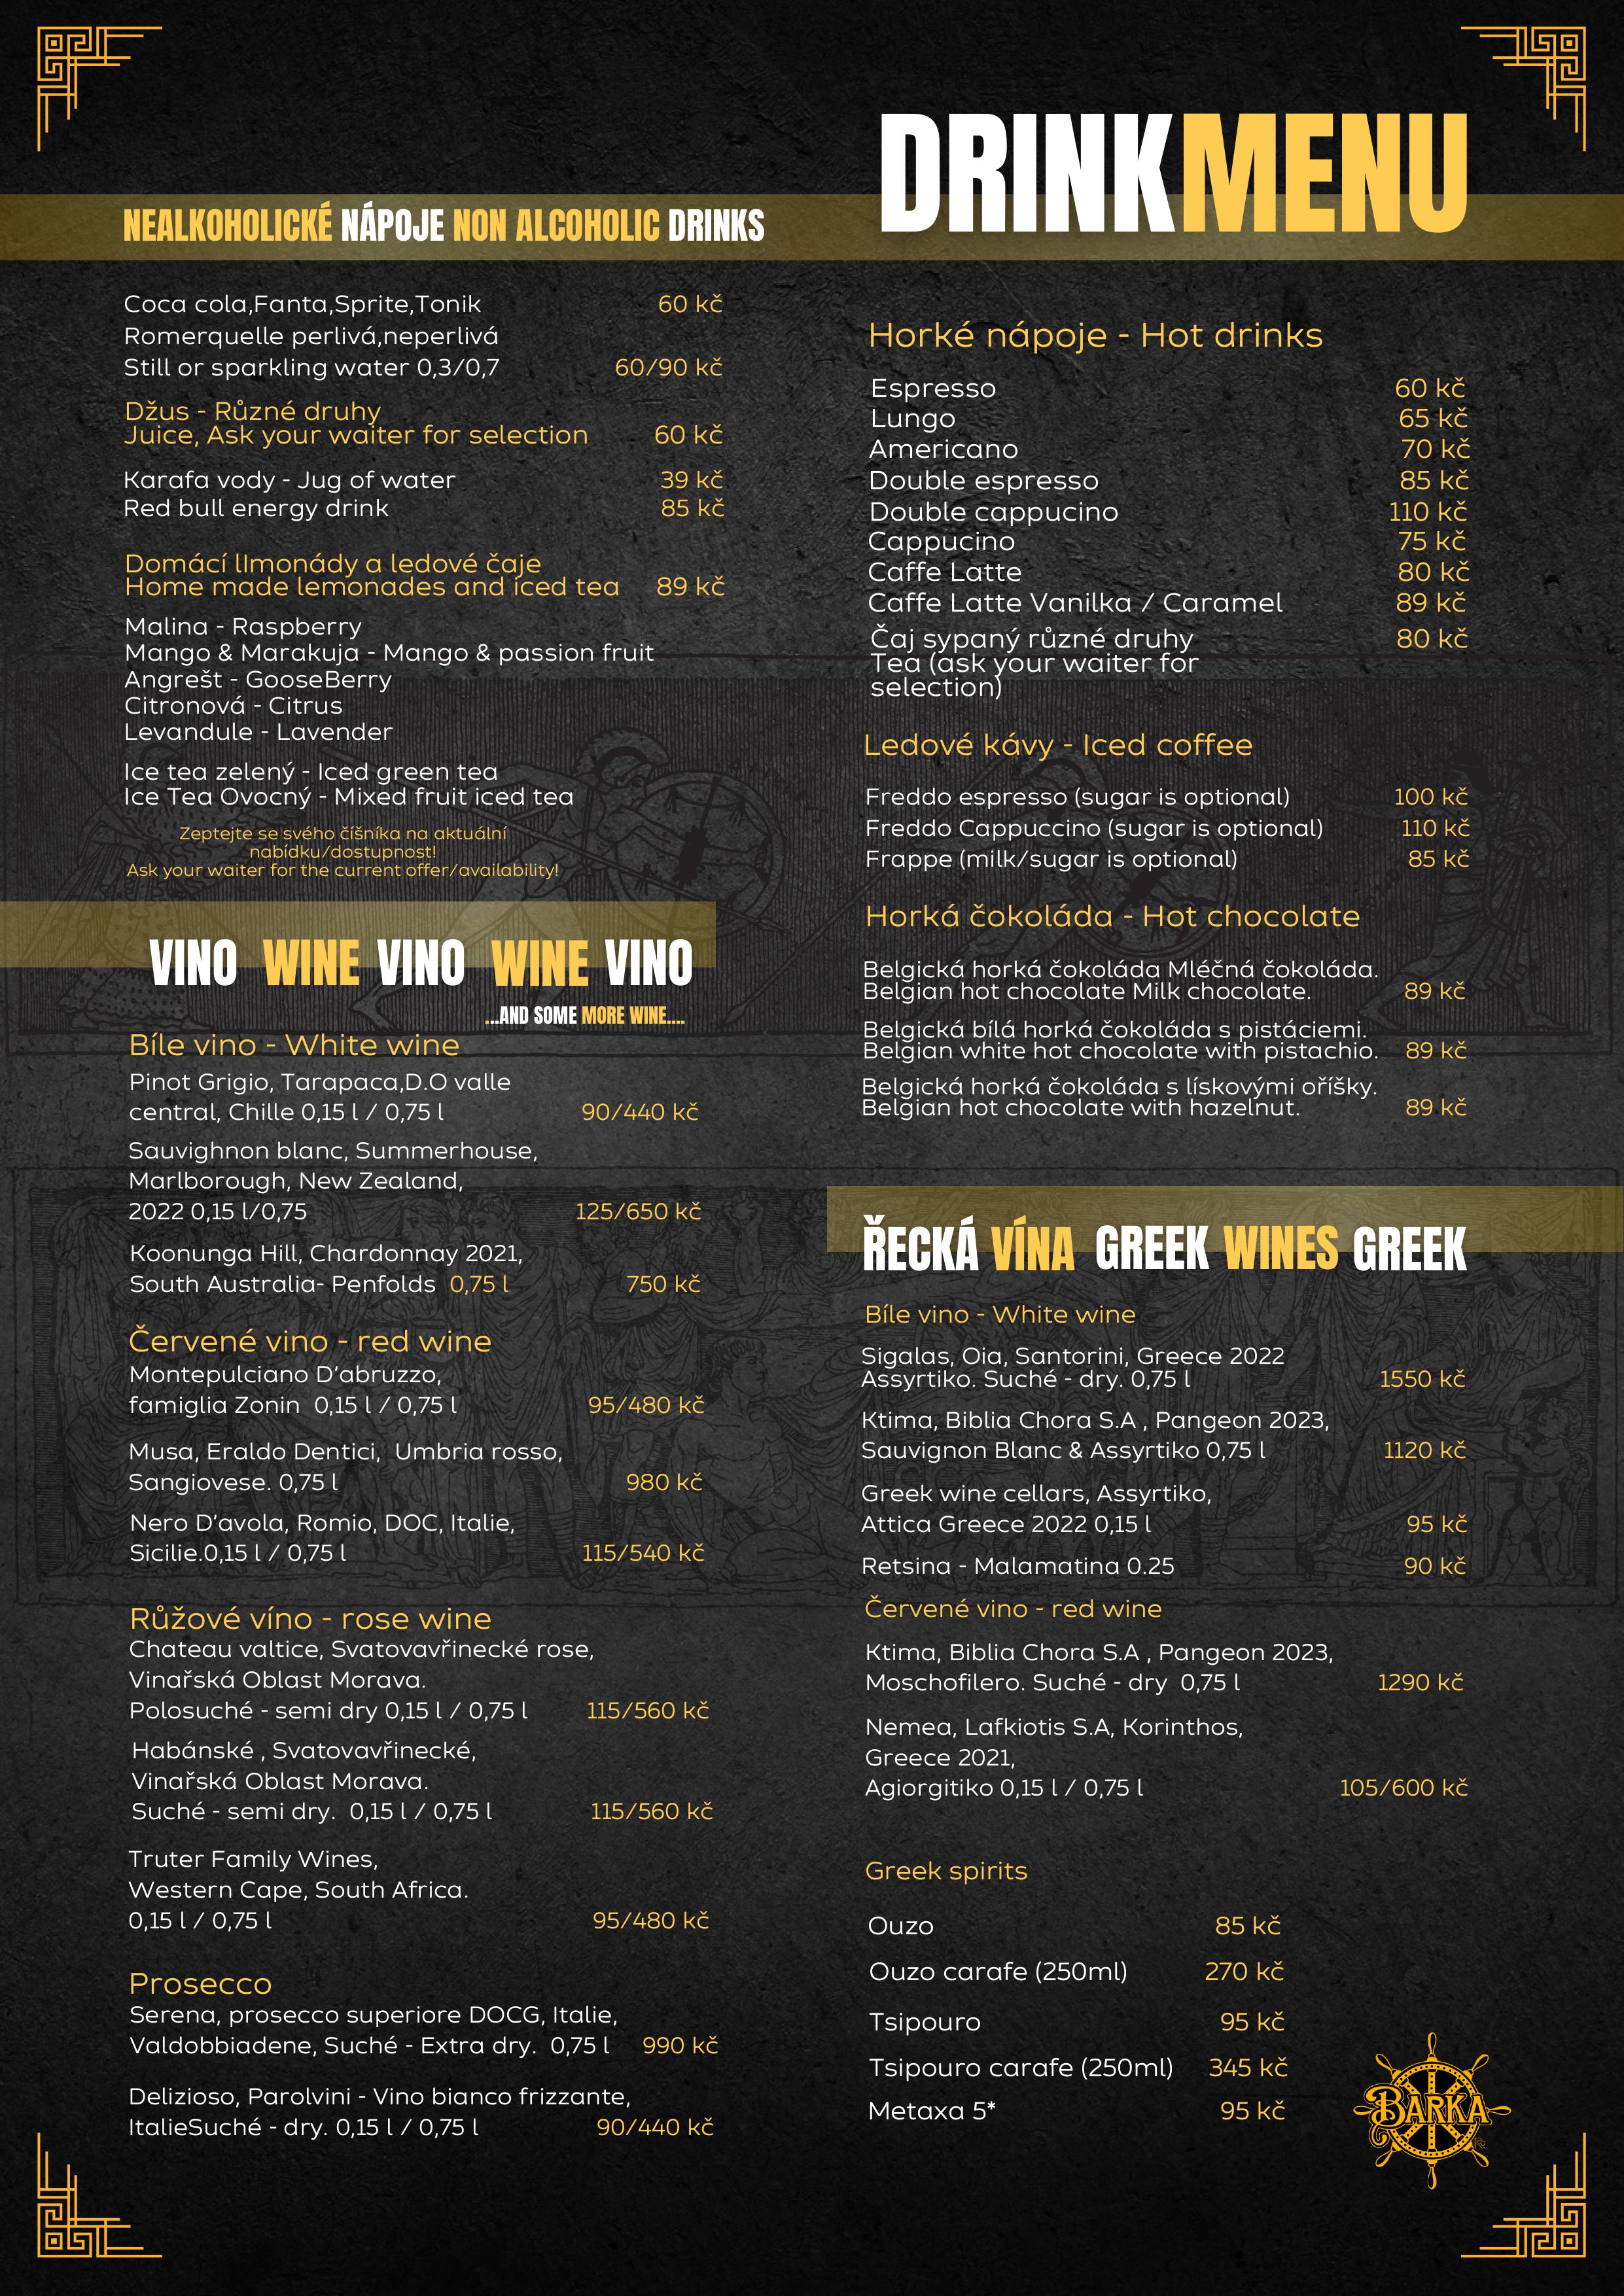 DRINKMENU
NEALKOHOLICKÉ NÁPOJE NON ALCOHOLIC DRINKS
Coca cola,Fanta,Sprite,Tonik 60 kč
Romerquelle perlivá,neperlivá
Still or sparkling water 0,3/0,7 60/90 kč
Džus - Různé druhy
Juice, Ask your waiter for selection 60 kč
Karafa vody - Jug of water 39 kč
Red bull energy drink 85 kč
Domácí lImonády a ledové čaje
Home made lemonades and iced tea 89 kč
Malina - Raspberry
Mango & Marakuja - Mango & passion fruit
Angrešt - GooseBerry
Citronová - Citrus
Levandule - Lavender
Ice tea zelený - Iced green tea
Ice Tea Ovocný - Mixed fruit iced tea
Zeptejte se svého číšníka na aktuální
nabídku/dostupnost!
Ask your waiter for the current offer/availability!
VINO WINE VINO WINE VINO
...AND SOME MORE WINE....
Bíle vino - White wine
Pinot Grigio, Tarapaca,D.O valle
central, Chille 0,15 l / 0,75 l 90/440 kč
Sauvighnon blanc, Summerhouse,
Marlborough, New Zealand,
2022 0,15 l/0,75 125/650 kč
Koonunga Hill, Chardonnay 2021,
South Australia- Penfolds 0,75 l 750 kč
Červené vino - red wine
Montepulciano D'abruzzo,
famiglia Zonin 0,15 l / 0,75 l 95/480 kč
Musa, Eraldo Dentici, Umbria rosso,
Sangiovese. 0,75 l 980 kč
Nero D'avola, Romio, DOC, Italie,
Sicilie.0,15 l / 0,75 l 115/540 kč
Růžové víno - rose wine
Chateau valtice, Svatovavřinecké rose,
Vinařská Oblast Morava.
Polosuché - semi dry 0,15 l / 0,75 l 115/560 kč
Habánské , Svatovavřinecké,
Vinařská Oblast Morava.
Suché - semi dry. 0,15 l / 0,75 l 115/560 kč
Truter Family Wines,
Western Cape, South Africa.
0,15 l / 0,75 l 95/480 kč
Prosecco
Serena, prosecco superiore DOCG, Italie,
Valdobbiadene, Suché - Extra dry. 0,75 l 990 kč
Delizioso, Parolvini - Vino bianco frizzante,
ItalieSuché - dry. 0,15 l / 0,75 l 90/440 kč
Horké nápoje - Hot drinks
Espresso 60 kč
Lungo 65 kč
Americano 70 kč
Double espresso 85 kč
Double cappucino 110 kč
Cappucino 75 kč
Caffe Latte 80 kč
Caffe Latte Vanilka / Caramel 89 kč
Čaj sypaný různé druhy 80 kč
Tea (ask your waiter for
selection)
Ledové kávy - Iced coffee
Freddo espresso (sugar is optional) 100 kč
Freddo Cappuccino (sugar is optional) 110 kč
Frappe (milk/sugar is optional) 85 kč
Horká čokoláda - Hot chocolate
Belgická horká čokoláda Mléčná čokoláda.
Belgian hot chocolate Milk chocolate. 89 kč
Belgická bílá horká čokoláda s pistáciemi.
Belgian white hot chocolate with pistachio. 89 kč
Belgická horká čokoláda s lískovými oříšky.
Belgian hot chocolate with hazelnut. 89 kč
ŘECKÁ VÍNA GREEK WINES GREEK
Bíle vino - White wine
Sigalas, Oia, Santorini, Greece 2022
Assyrtiko. Suché - dry. 0,75 l 1550 kč
Ktima, Biblia Chora S.A , Pangeon 2023,
Sauvignon Blanc & Assyrtiko 0,75 l 1120 kč
Greek wine cellars, Assyrtiko,
Attica Greece 2022 0,15 l 95 kč
Retsina - Malamatina 0.25 90 kč
Červené vino - red wine
Ktima, Biblia Chora S.A , Pangeon 2023,
Moschofilero. Suché - dry 0,75 l 1290 kč
Nemea, Lafkiotis S.A, Korinthos,
Greece 2021,
Agiorgitiko 0,15 l / 0,75 l 105/600 kč
Greek spirits
Ouzo 85 kč
Ouzo carafe (250ml) 270 kč
Tsipouro 95 kč
Tsipouro carafe (250ml) 345 kč
Metaxa 5* 95 kč
BARKA